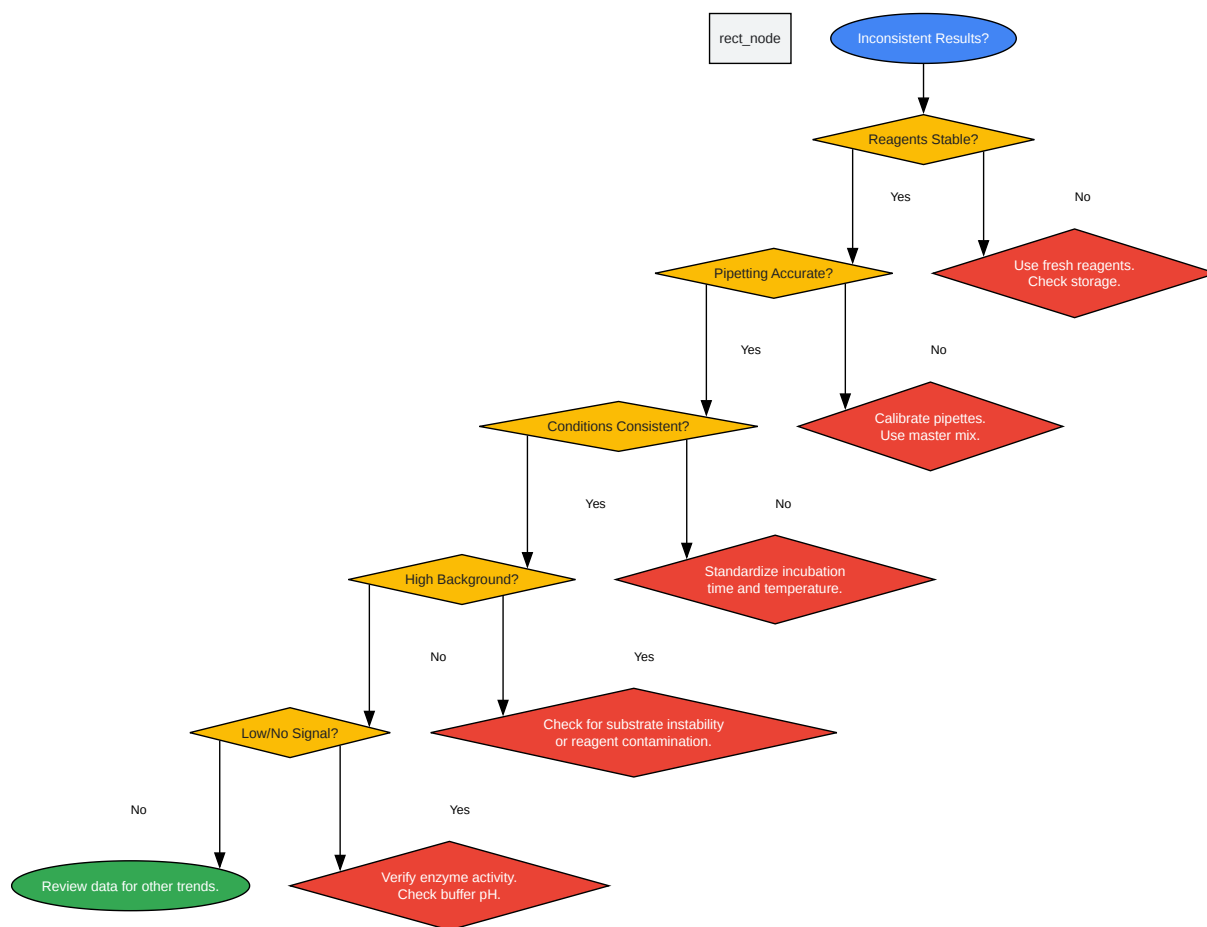 rect_node
Inconsistent Results?
Reagents Stable?
Yes
No
Pipetting Accurate?
Use fresh reagents.
Check storage.
Yes
No
Conditions Consistent?
Calibrate pipettes.
Use master mix.
Yes
No
High Background?
Standardize incubation
time and temperature.
No
Yes
Low/No Signal?
Check for substrate instability
or reagent contamination.
No
Yes
Review data for other trends.
Verify enzyme activity.
Check buffer pH.